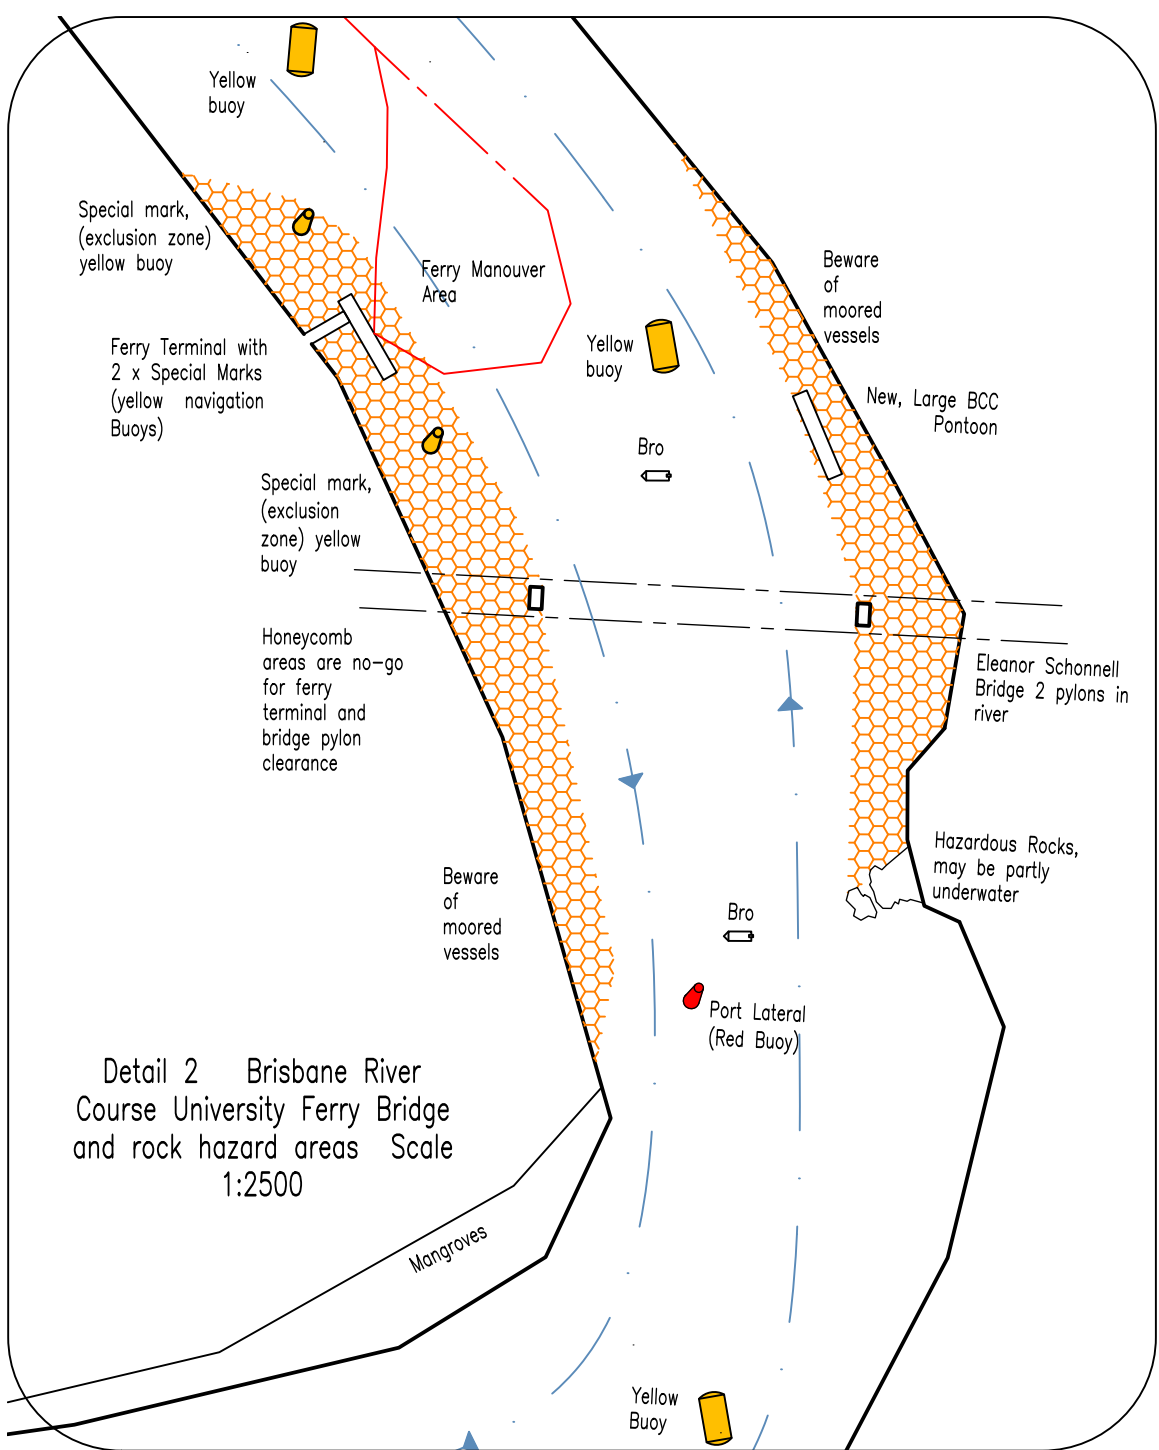 Yellow
buoy
Special mark,
(exclusion zone)
yellow buoy
Ferry Manouver
Area
Beware
of
moored
vessels
Ferry Terminal with
2 x Special Marks
(yellow navigation
Buoys)
Yellow
buoy
New, Large BCC
Pontoon
Bro
Special mark,
(exclusion
zone) yellow
buoy
Honeycomb
areas are no-go
for ferry
terminal and
bridge pylon
clearance
Eleanor Schonnell
Bridge 2 pylons in
river
Hazardous Rocks,
may be partly
underwater
Beware
of
moored
vessels
Bro
Port Lateral
(Red Buoy)
Detail 2 Brisbane River
Course University Ferry Bridge
and rock hazard areas Scale
1:2500
Mangroves
Yellow
Buoy